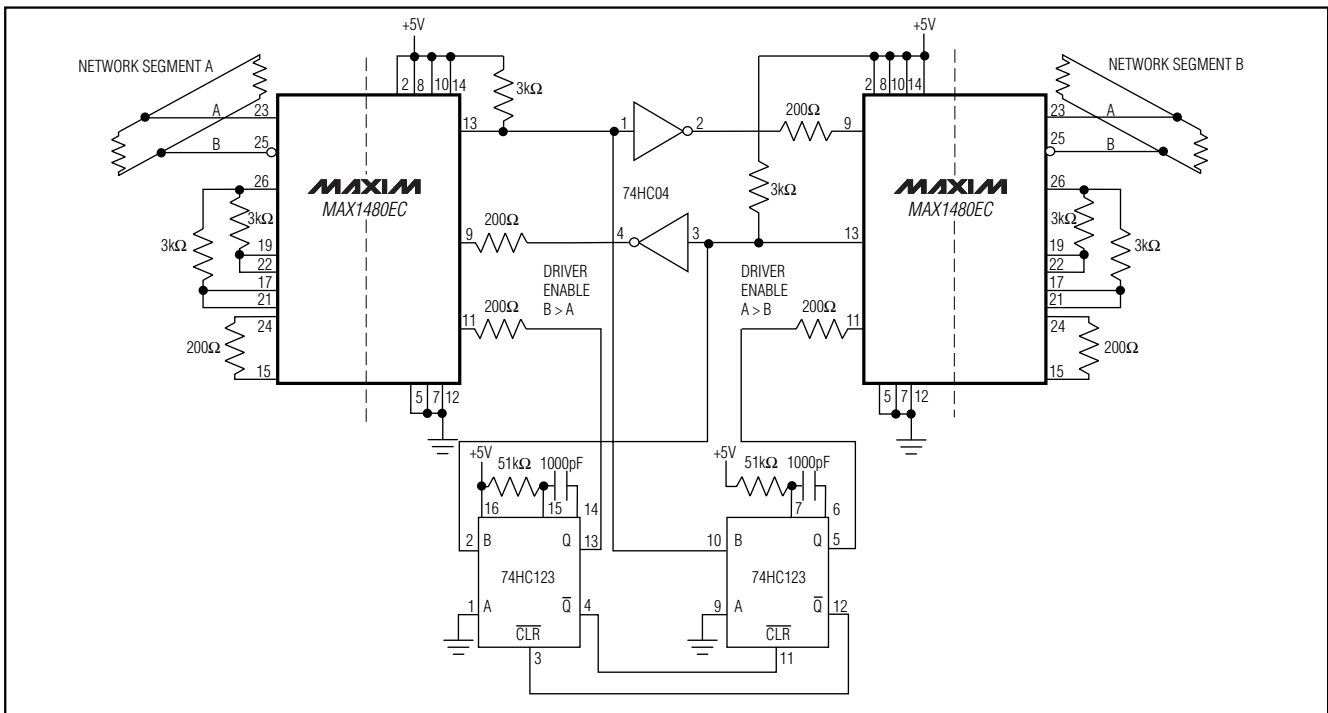 +5V
+5V
NETWORK SEGMENT A
NETWORK SEGMENT B
2 8 10 14
3kΩ
2 8 10 14
A
23
13
1
2
200Ω
9
23
A
B
25
25
B
26
MAXIM
MAX1480EC
74HC04
3kΩ
MAXIM
MAX1480EC
26
3kΩ
3kΩ
200Ω
3kΩ
3kΩ
19
9
4
3
13
19
22
22
17
DRIVER
ENABLE
B > A
DRIVER
ENABLE
A > B
17
21
200Ω
200Ω
21
24
11
11
24
200Ω
200Ω
15
15
5 7 12
5 7 12
+5V
51kΩ
1000pF
+5V
51kΩ
1000pF
16
15
14
7
6
2
B
Q
13
10
B
Q
5
74HC123
74HC123
1
A
Q
4
9
A
Q
12
CLR
CLR
3
11